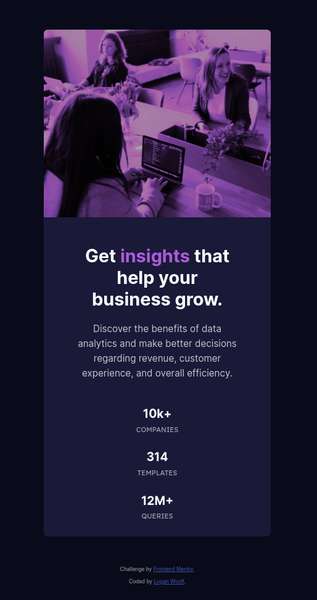 Get insights that
help your
business grow.
Discover the benefits of data
analytics and make better decisions
regarding revenue, customer
experience, and overall efficiency.
10k+
COMPANIES
314
TEMPLATES
12M+
QUERIES
Challenge by Frontend Mentor.
Coded by Logan Woolf.